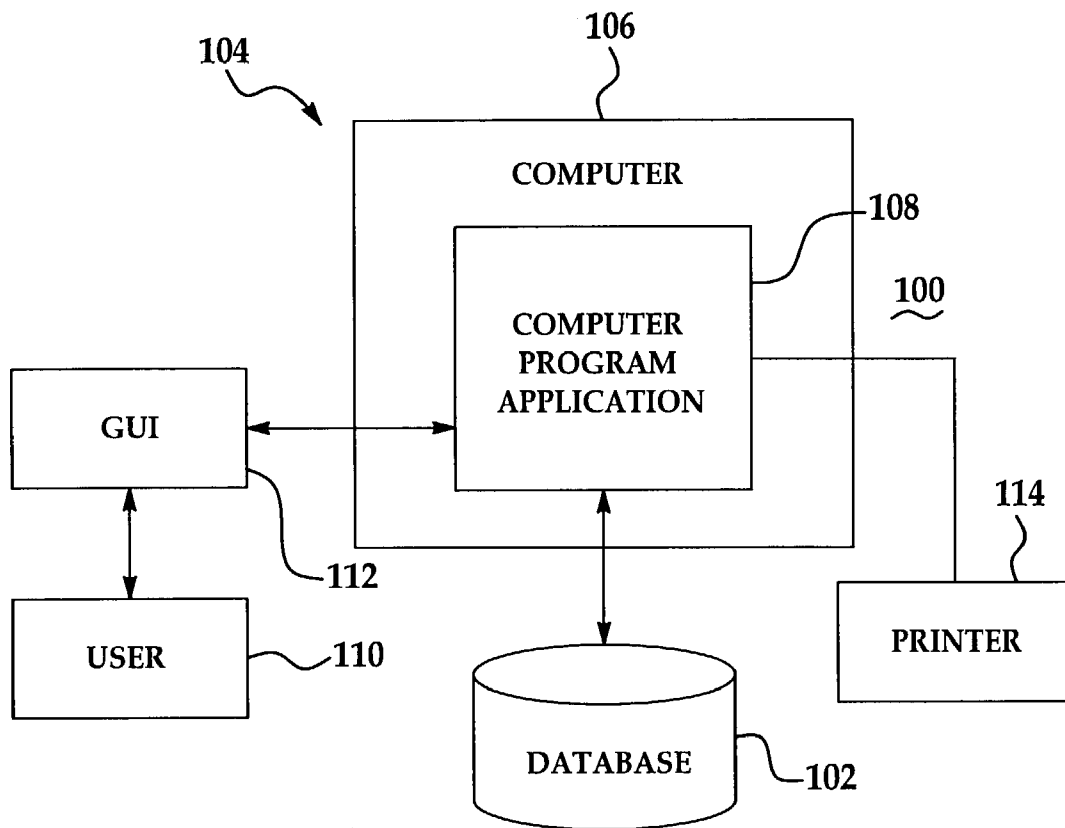 106
104
COMPUTER
108
100
COMPUTER
PROGRAM
APPLICATION
GUI
114
112
USER
110
PRINTER
DATABASE
102